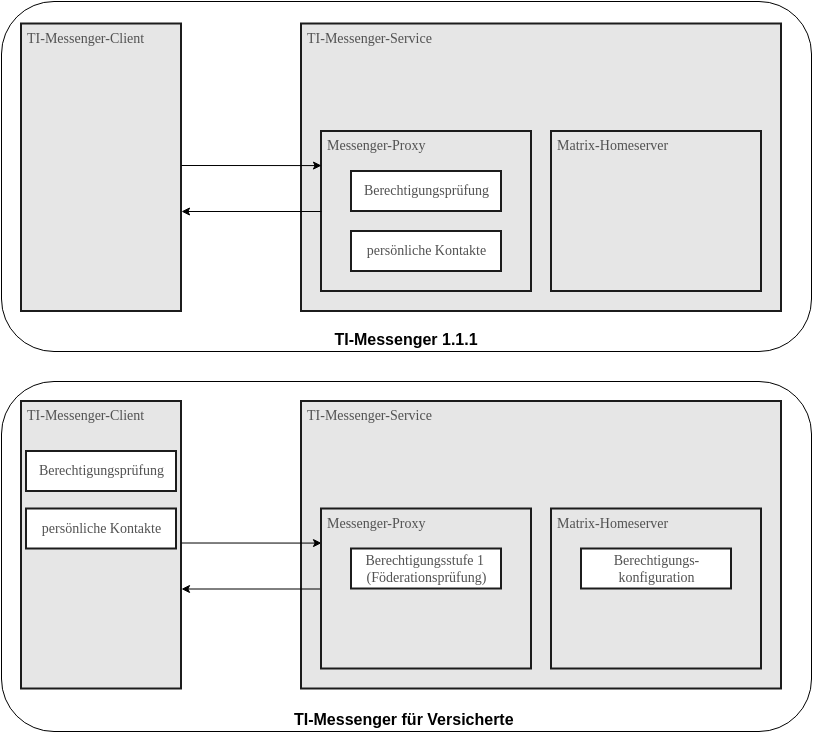 TI-Messenger-Client
TI-Messenger-Service
Messenger-Proxy
Matrix-Homeserver
Berechtigungsprüfung
persönliche Kontakte
TI-Messenger 1.1.1
TI-Messenger-Client
TI-Messenger-Service
Berechtigungsprüfung
persönliche Kontakte
Messenger-Proxy
Matrix-Homeserver
Berechtigungsstufe 1
(Föderationsprüfung)
Berechtigungs-
konfiguration
TI-Messenger für Versicherte